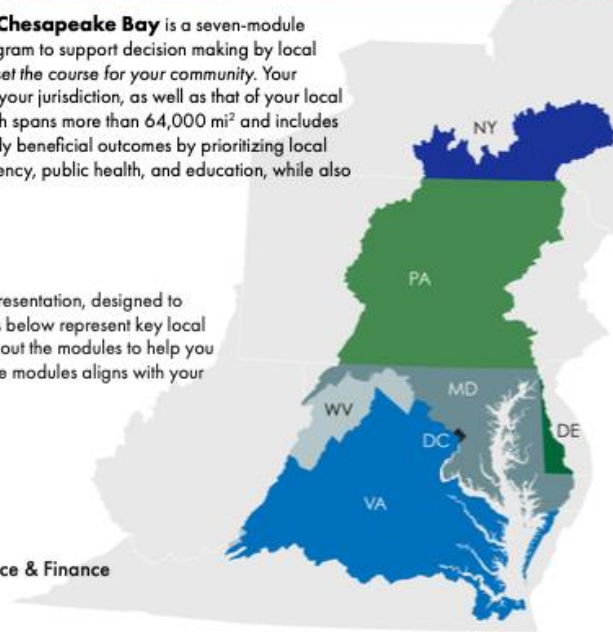 Chesapeake Bay is a seven-module
gram to support decision making by local
set the course for your community. Your
your jurisdiction, as well as that of your local
h spans more than 64,000 mi² and includes
ly beneficial outcomes by prioritizing local
ency, public health, and education, while also
resentation, designed to
s below represent key local
out the modules to help you
e modules aligns with your
ce & Finance
NY
PA
MD
WV
DE
DC
VA